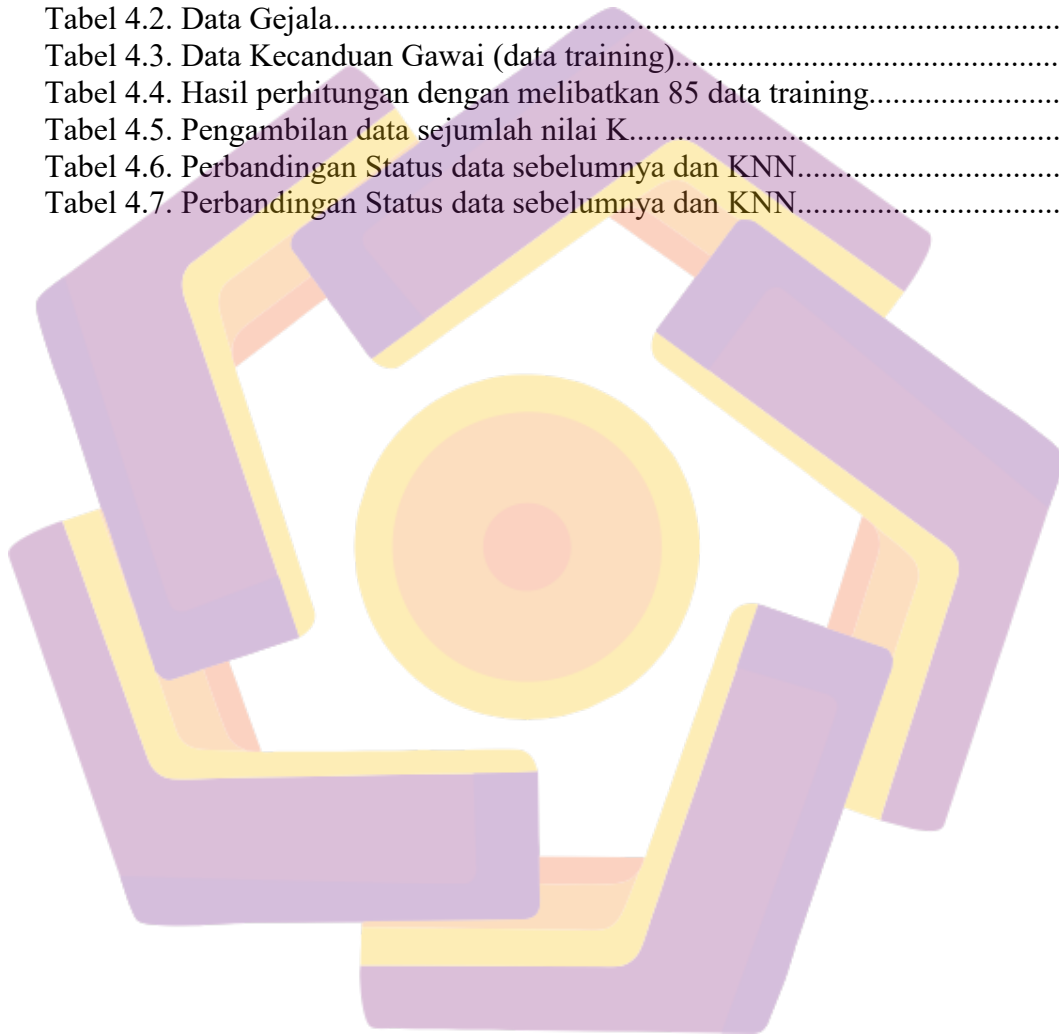 Tabel 4.2. Data Gejala........................................................................................
Tabel 4.3. Data Kecanduan Gawai (data training)..............................................
Tabel 4.4. Hasil perhitungan dengan melibatkan 85 data training.......................
Tabel 4.5. Pengambilan data sejumlah nilai K....................................................
Tabel 4.6. Perbandingan Status data sebelumnya dan KNN................................
Tabel 4.7. Perbandingan Status data sebelumnya dan KNN................................